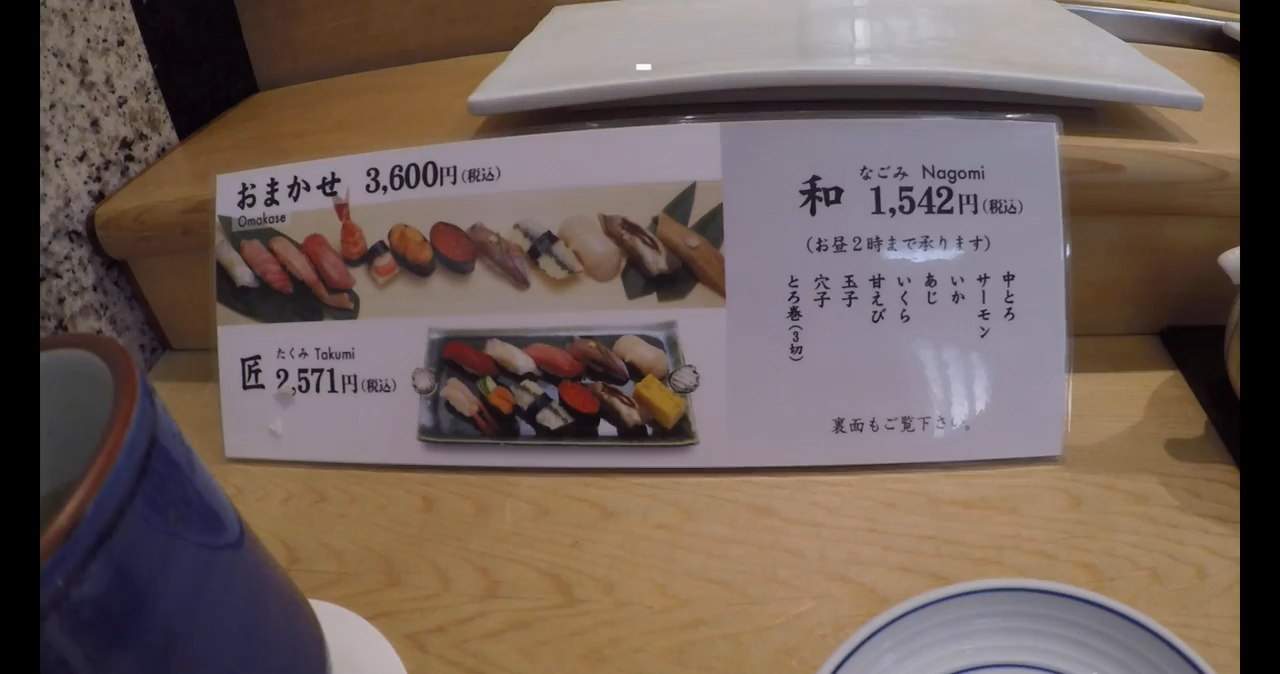 おまかせ 3,600円(税込)
Omakase
匠 たくみ Takumi
2,571円(税込)
なごみ Nagomi
和 1,542円(税込)
(お昼2時まで承ります)
中とろ
サーモン
いか
あじ
いくら
甘えび
玉子
穴子
とろ巻(3切)
裏面もご覧下さい。